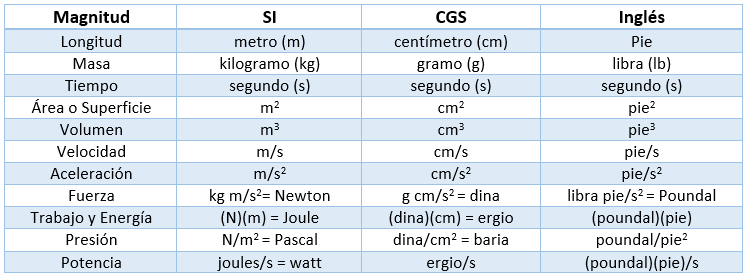 Magnitud SI CGS Inglés
Longitud metro (m) centímetro (cm) Pie
Masa kilogramo (kg) gramo (g) libra (lb)
Tiempo segundo (s) segundo (s) segundo (s)
Área o Superficie m² cm² pie²
Volumen m³ cm³ pie³
Velocidad m/s cm/s pie/s
Aceleración m/s² cm/s² pie/s²
Fuerza kg m/s²= Newton g cm/s² = dina libra pie/s² = Poundal
Trabajo y Energía (N)(m) = Joule (dina)(cm) = ergio (poundal)(pie)
Presión N/m² = Pascal dina/cm² = baria poundal/pie²
Potencia joules/s = watt ergio/s (poundal)(pie)/s